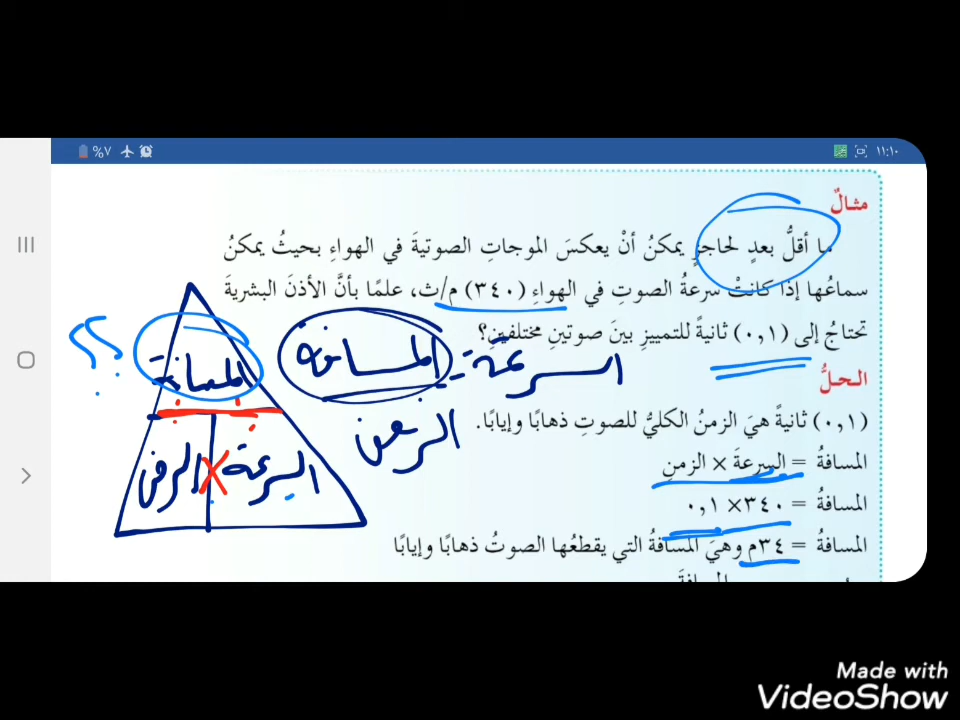 %٧
١١:١٠
مثالٌ
ما أقلُّ بعدٍ لحاجزٍ يمكنُ أنْ يعكسَ الموجاتِ الصوتيةَ في الهواءِ بحيثُ يمكنُ
سماعُها إذا كانتْ سرعةُ الصوتِ في الهواءِ (٣٤٠) م/ث، علمًا بأنَّ الأذنَ البشريةَ
تحتاجُ إلى (٠,١) ثانيةً للتمييزِ بينَ صوتينِ مختلفينِ؟
؟؟
المسافة
السرعة = المسافة
الزمن
السرعة × الزمن
الحلُّ
(٠,١) ثانيةً هيَ الزمنُ الكليُّ للصوتِ ذهابًا وإيابًا.
المسافةُ = السرعةَ × الزمنِ
المسافةُ = ٣٤٠ × ٠,١
المسافةُ = ٣٤م وهيَ المسافةُ التي يقطعُها الصوتُ ذهابًا وإيابًا
Made with
VideoShow